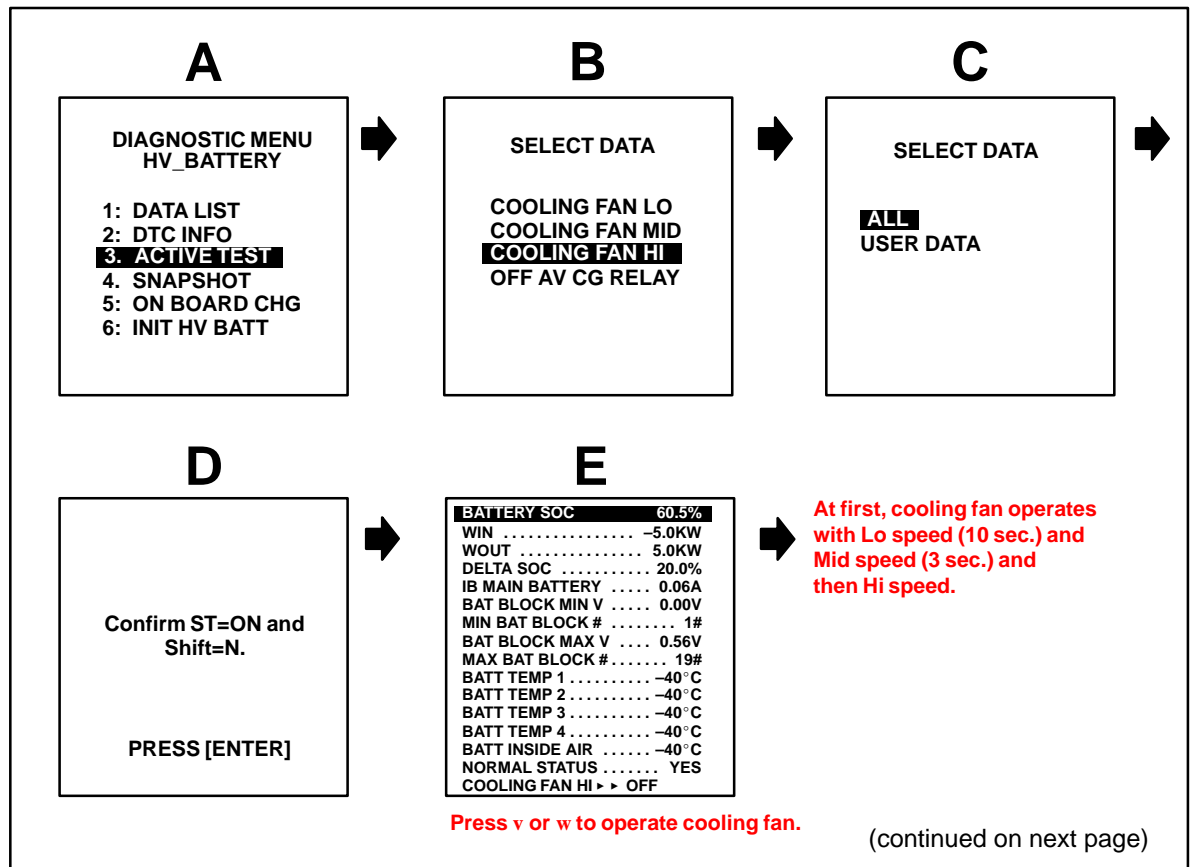 A
DIAGNOSTIC MENU
HV_BATTERY
1: DATA LIST
2: DTC INFO
3. ACTIVE TEST
4. SNAPSHOT
5: ON BOARD CHG
6: INIT HV BATT
B
SELECT DATA
COOLING FAN LO
COOLING FAN MID
COOLING FAN HI
OFF AV CG RELAY
C
SELECT DATA
ALL
USER DATA
D
Confirm ST=ON and
Shift=N.
PRESS [ENTER]
E
BATTERY SOC 60.5%
WIN ................ –5.0KW
WOUT ............... 5.0KW
DELTA SOC ........... 20.0%
IB MAIN BATTERY ..... 0.06A
BAT BLOCK MIN V ..... 0.00V
MIN BAT BLOCK # ........ 1#
BAT BLOCK MAX V .... 0.56V
MAX BAT BLOCK # ....... 19#
BATT TEMP 1 .......... –40°C
BATT TEMP 2 .......... –40°C
BATT TEMP 3 .......... –40°C
BATT TEMP 4 .......... –40°C
BATT INSIDE AIR ...... –40°C
NORMAL STATUS ....... YES
COOLING FAN HI ▸ ▸ OFF
Press v or w to operate cooling fan.
At first, cooling fan operates
with Lo speed (10 sec.) and
Mid speed (3 sec.) and
then Hi speed.
(continued on next page)